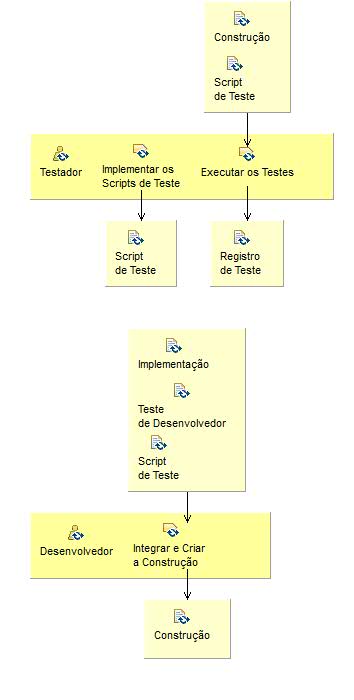 Construção
Script
de Teste
Testador
Implementar os
Scripts de Teste
Executar os Testes
Script
de Teste
Registro
de Teste
Implementação
Teste
de Desenvolvedor
Script
de Teste
Desenvolvedor
Integrar e Criar
a Construção
Construção